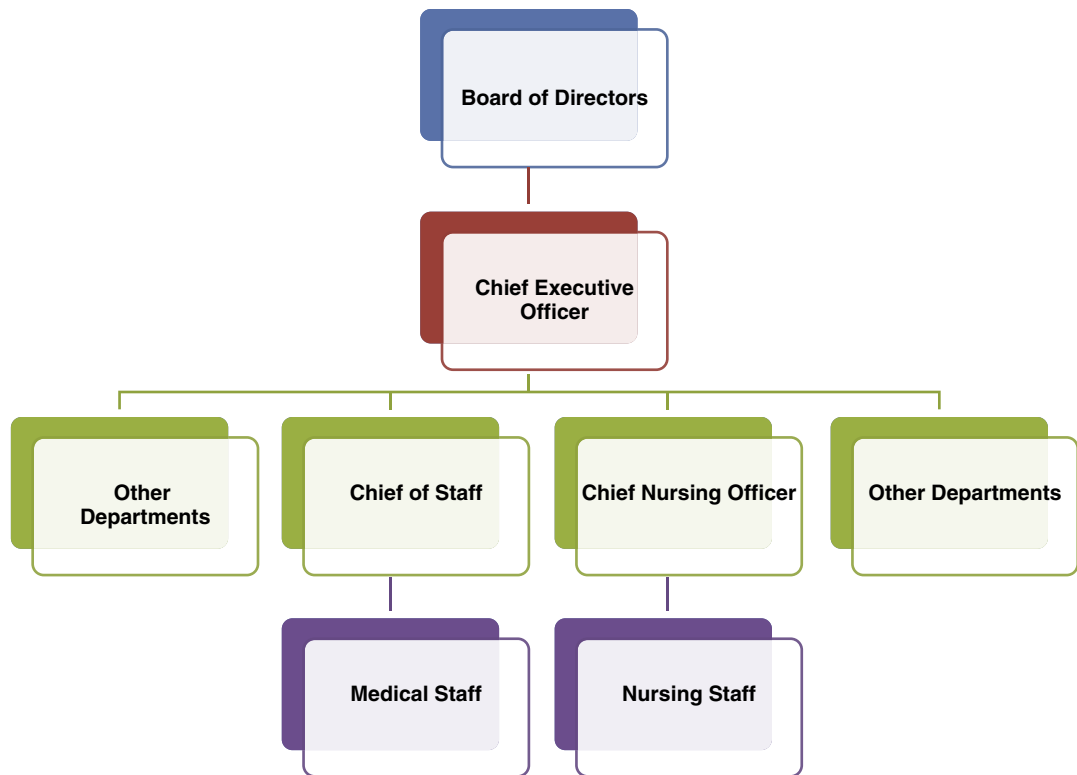 Board of Directors
Chief Executive
Officer
Other
Departments
Chief of Staff
Chief Nursing Officer
Other Departments
Medical Staff
Nursing Staff